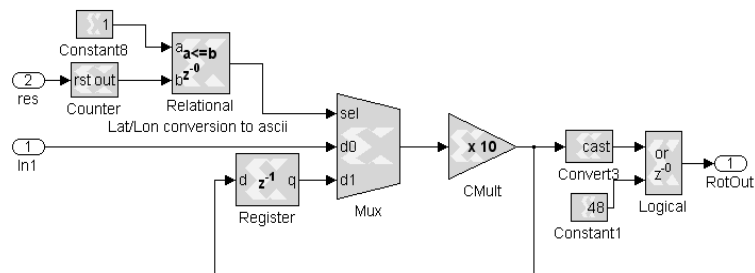 1
Constant8
a
b
a<=b
z-0
Relational
2
res
rst out
Counter
Lat/Lon conversion to ascii
1
In1
sel
d0
d1
Mux
d
z-1
q
Register
x 10
CMult
cast
Convert3
48
Constant1
or
z-0
Logical
1
RotOut